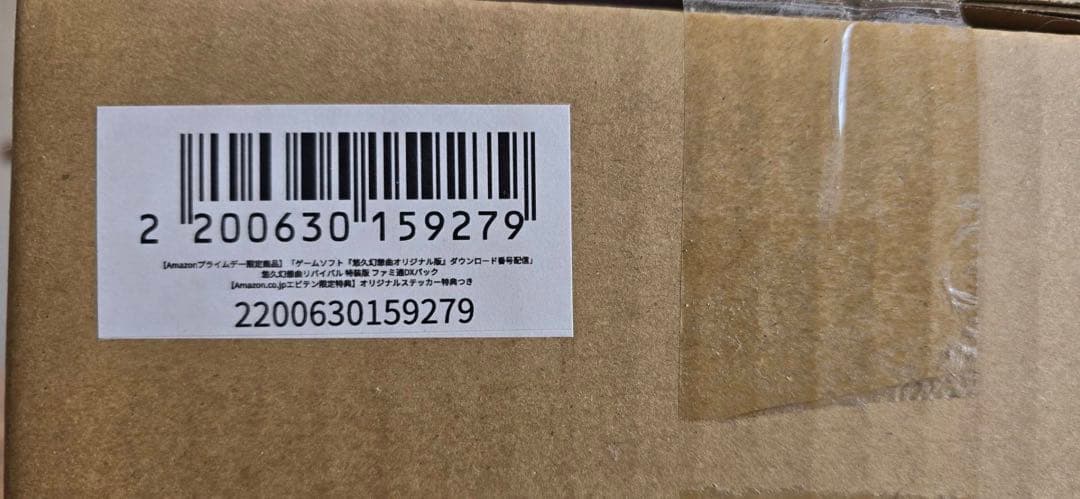 2 200630 159279
【Amazonプライムデー限定商品】「ゲームソフト『悠久幻想曲オリジナル版』ダウンロード番号配信」
悠久幻想曲リバイバル 特装版 ファミ通DXパック
【Amazon.co.jpエビテン限定特典】オリジナルステッカー特典つき
2200630159279